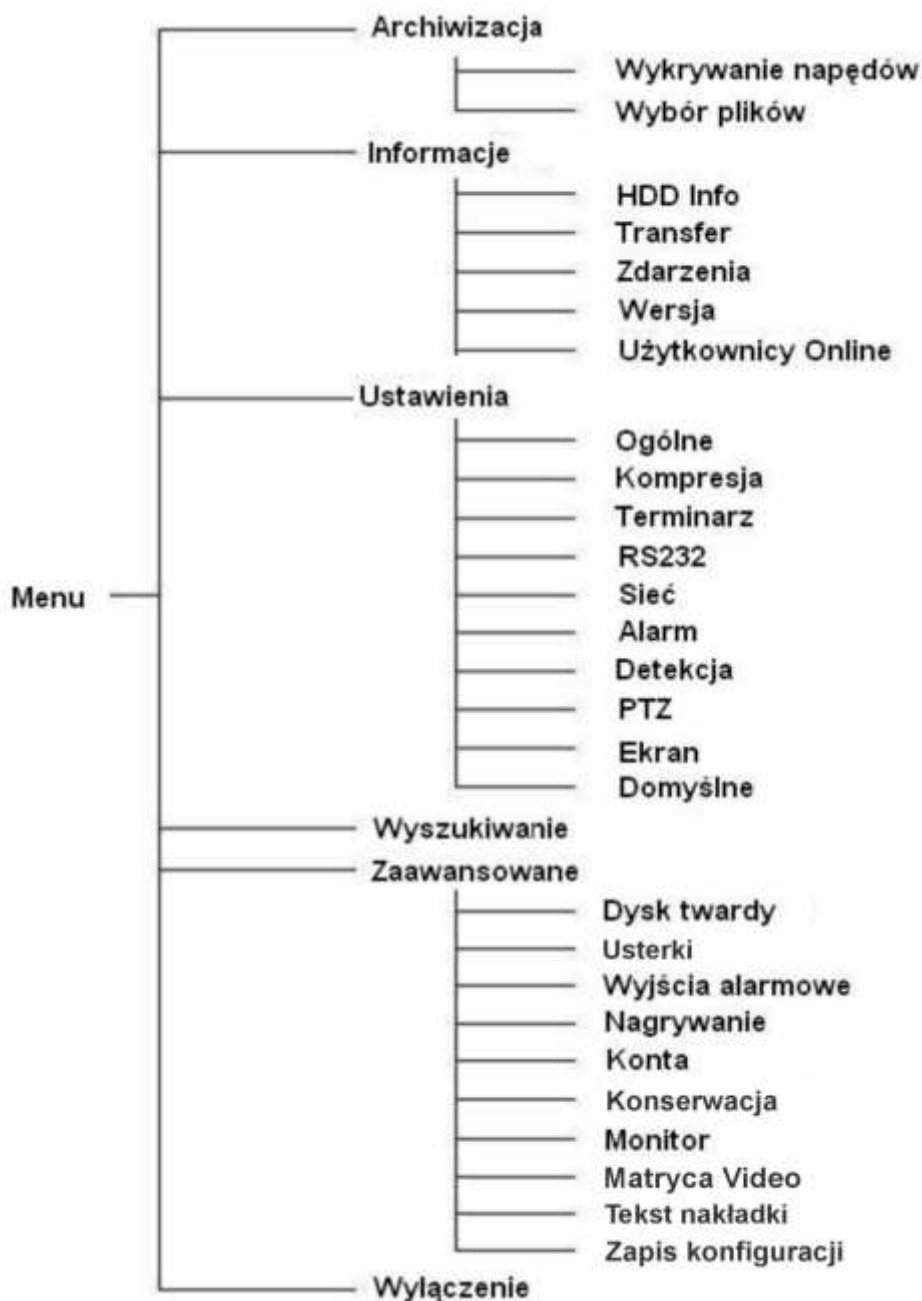 Archiwizacja
Wykrywanie napędów
Wybór plików
Informacje
HDD Info
Transfer
Zdarzenia
Wersja
Użytkownicy Online
Ustawienia
Ogólne
Kompresja
Terminarz
RS232
Sieć
Menu
Alarm
Detekcja
PTZ
Ekran
Domyślne
Wyszukiwanie
Zaawansowane
Dysk twardy
Usterki
Wyjścia alarmowe
Nagrywanie
Konta
Konserwacja
Monitor
Matryca Video
Tekst nakładki
Zapis konfiguracji
Wyłączenie